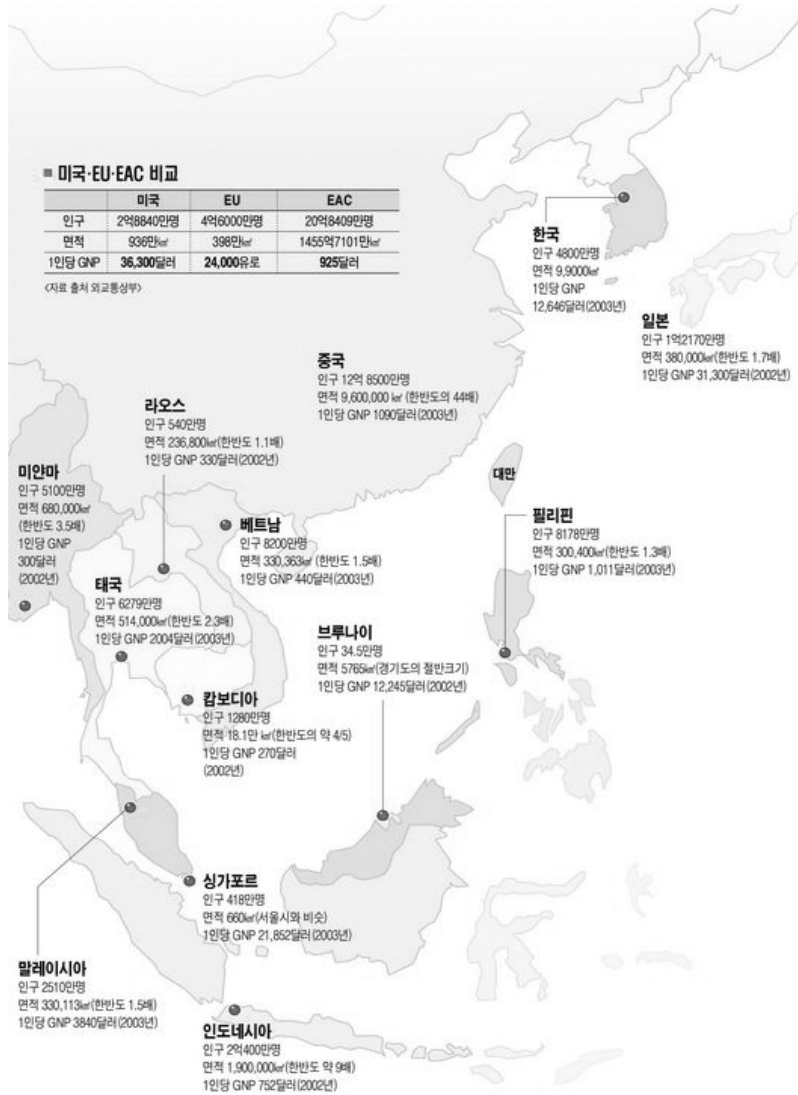 ■ 미국·EU·EAC 비교
미국 EU EAC
인구 2억8840만명 4억6000만명 20억8409만명
면적 936만㎢ 398만㎢ 1455억7101만㎢
1인당 GNP 36,300달러 24,000유로 925달러
〈자료 출처 외교통상부〉
한국
인구 4800만명
면적 9,9000㎢
1인당 GNP
12,646달러(2003년)
일본
인구 1억2170만명
면적 380,000㎢(한반도 1.7배)
1인당 GNP 31,300달러(2002년)
중국
인구 12억 8500만명
면적 9,600,000 ㎢ (한반도의 44배)
1인당 GNP 1090달러(2003년)
라오스
인구 540만명
면적 236,800㎢(한반도 1.1배)
1인당 GNP 330달러(2002년)
미얀마
인구 5100만명
면적 680,000㎢
(한반도 3.5배)
1인당 GNP
300달러
(2002년)
대만
베트남
인구 8200만명
면적 330,363㎢ (한반도 1.5배)
1인당 GNP 440달러(2003년)
필리핀
인구 8178만명
면적 300,400㎢(한반도 1.3배)
1인당 GNP 1,011달러(2003년)
태국
인구 6279만명
면적 514,000㎢(한반도 2.3배)
1인당 GNP 2004달러(2003년)
브루나이
인구 34.5만명
면적 5765㎢(경기도의 절반크기)
1인당 GNP 12,245달러(2002년)
캄보디아
인구 1280만명
면적 18.1만 ㎢(한반도의 약 4/5)
1인당 GNP 270달러
(2002년)
싱가포르
인구 418만명
면적 660㎢(서울시와 비슷)
1인당 GNP 21,852달러(2003년)
말레이시아
인구 2510만명
면적 330,113㎢(한반도 1.5배)
1인당 GNP 3840달러(2003년)
인도네시아
인구 2억400만명
면적 1,900,000㎢(한반도 약 9배)
1인당 GNP 752달러(2002년)